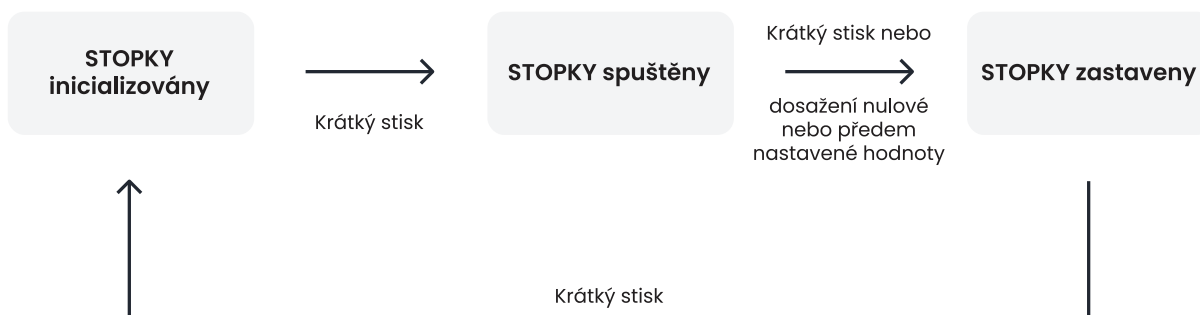 STOPKY
inicializovány
Krátký stisk
STOPKY spuštěny
Krátký stisk nebo
dosažení nulové
nebo předem
nastavené hodnoty
STOPKY zastaveny
Krátký stisk